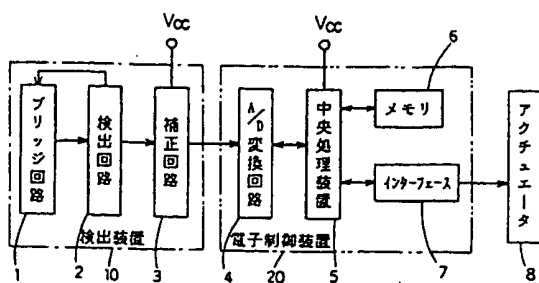 Vcc
Vcc
6
ブリッジ回路
検出回路
補正回路
A/D変換回路
中央処理装置
メモリ
インターフェース
アクチュエータ
検出装置
電子制御装置
1
2
10
3
4
20
5
7
8